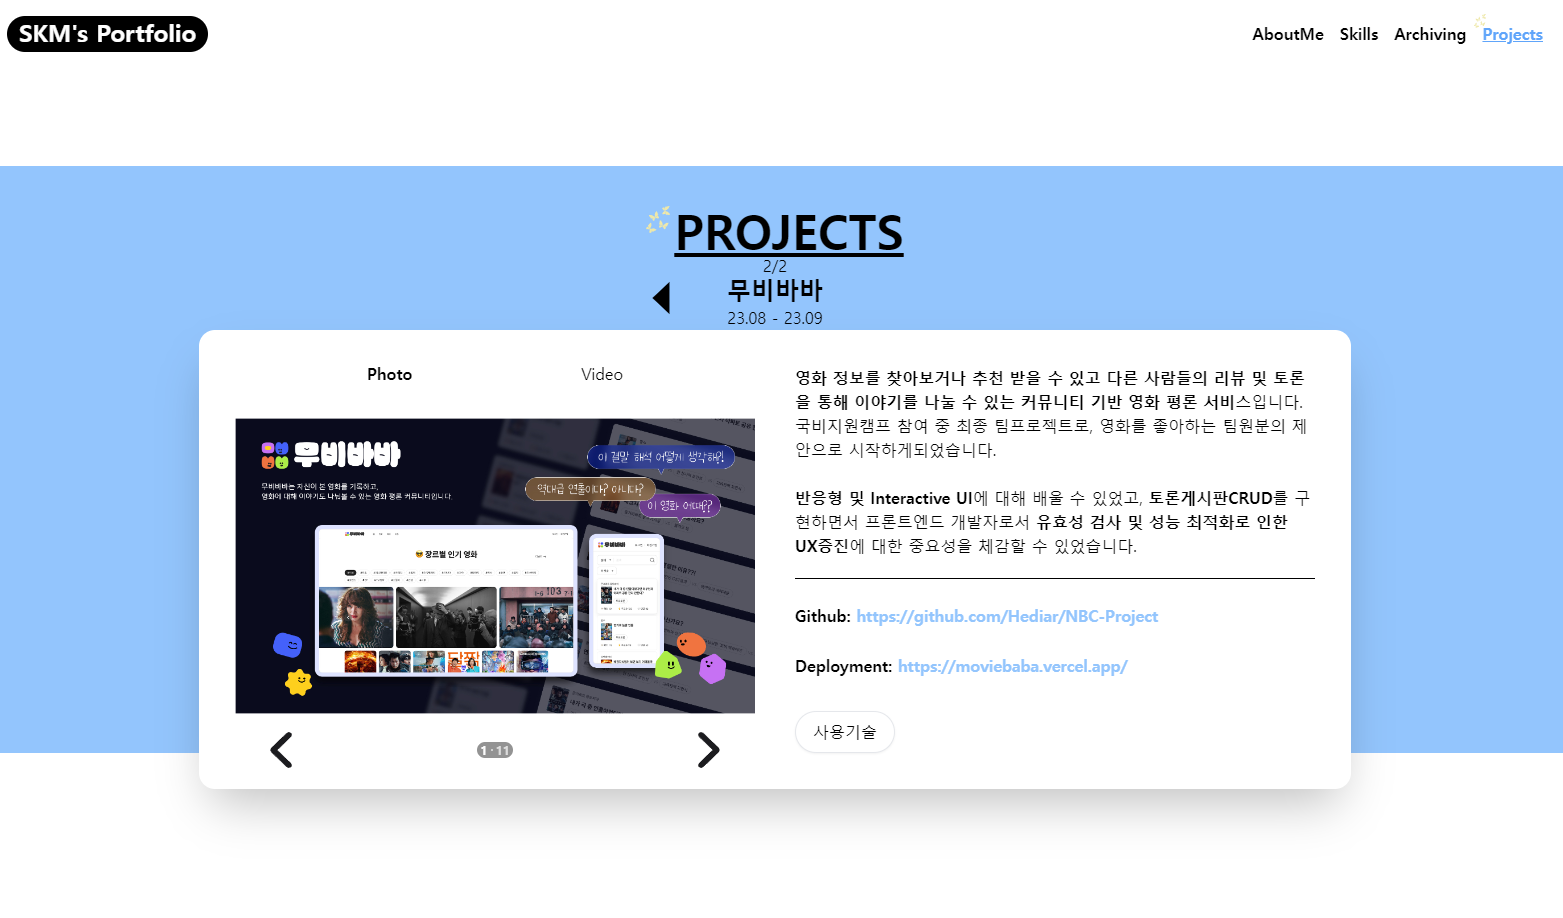 SKM's Portfolio
AboutMe Skills Archiving Projects
PROJECTS
2/2
무비바바
23.08 - 23.09
Photo Video
무비바바
무비바바는 자신이 본 영화를 기록하고,
영화에 대해 이야기도 나눠볼 수 있는 영화 평론 커뮤니티입니다.
이 결말 해석 어떻게 생각해?!
역대급 연출이다? 아니다?
이 영화 어때??
무비바바
😎 장르별 인기 영화
무비바바
1 · 11
영화 정보를 찾아보거나 추천 받을 수 있고 다른 사람들의 리뷰 및 토론
을 통해 이야기를 나눌 수 있는 커뮤니티 기반 영화 평론 서비스입니다.
국비지원캠프 참여 중 최종 팀프로젝트로, 영화를 좋아하는 팀원분의 제
안으로 시작하게되었습니다.
반응형 및 Interactive UI에 대해 배울 수 있었고, 토론게시판CRUD를 구
현하면서 프론트엔드 개발자로서 유효성 검사 및 성능 최적화로 인한
UX증진에 대한 중요성을 체감할 수 있었습니다.
Github: https://github.com/Hediar/NBC-Project
Deployment: https://moviebaba.vercel.app/
사용기술